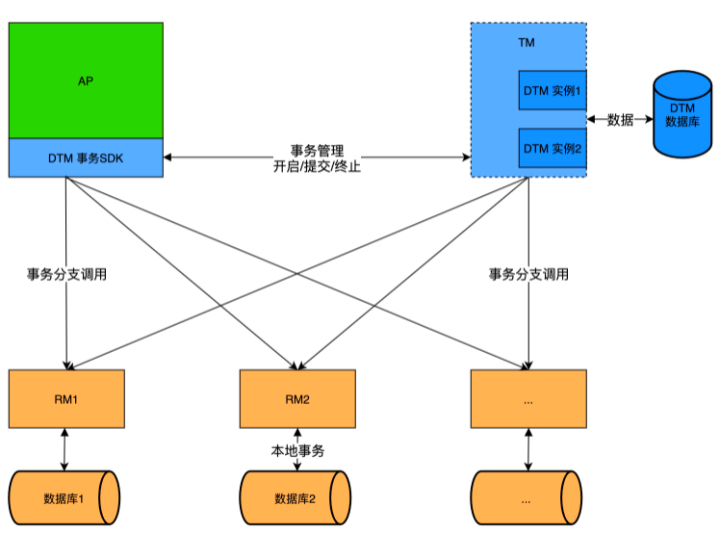 TM
AP
DTM 实例1
DTM
数据库
数据
DTM 实例2
事务管理
开启/提交/终止
DTM 事务SDK
事务分支调用
事务分支调用
RM1
RM2
...
本地事务
数据库1
数据库2
...